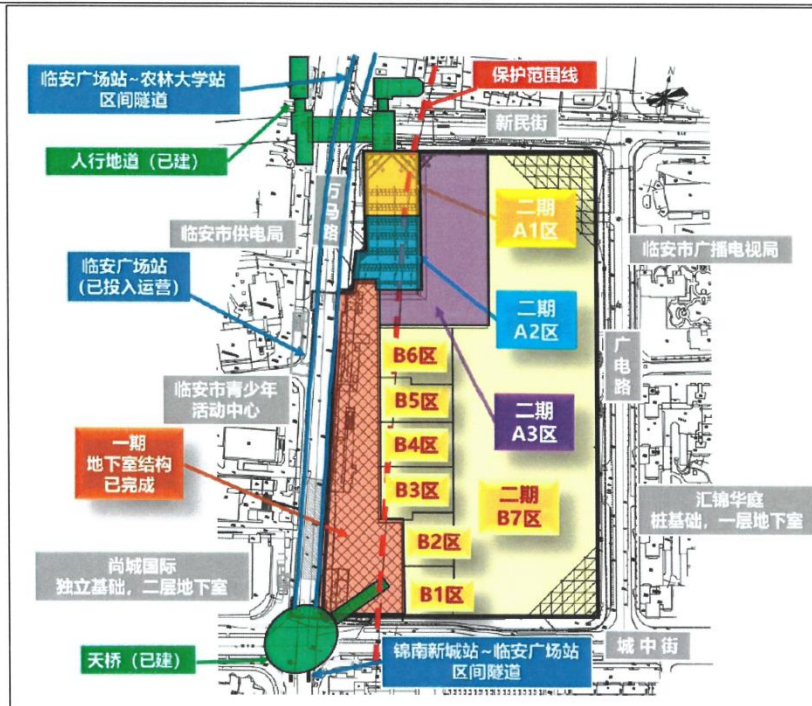 临安广场站~农林大学站
区间隧道
保护范围线
N
新民街
人行地道（已建）
万马路
二期
A1区
临安市供电局
临安市广播电视局
临安广场站
（已投入运营）
二期
A2区
广电路
B6区
临安市青少年
活动中心
B5区
二期
A3区
一期
地下室结构
已完成
B4区
B3区
二期
B7区
汇锦华庭
桩基础，一层地下室
B2区
尚城国际
独立基础，二层地下室
B1区
城中街
天桥（已建）
锦南新城站~临安广场站
区间隧道